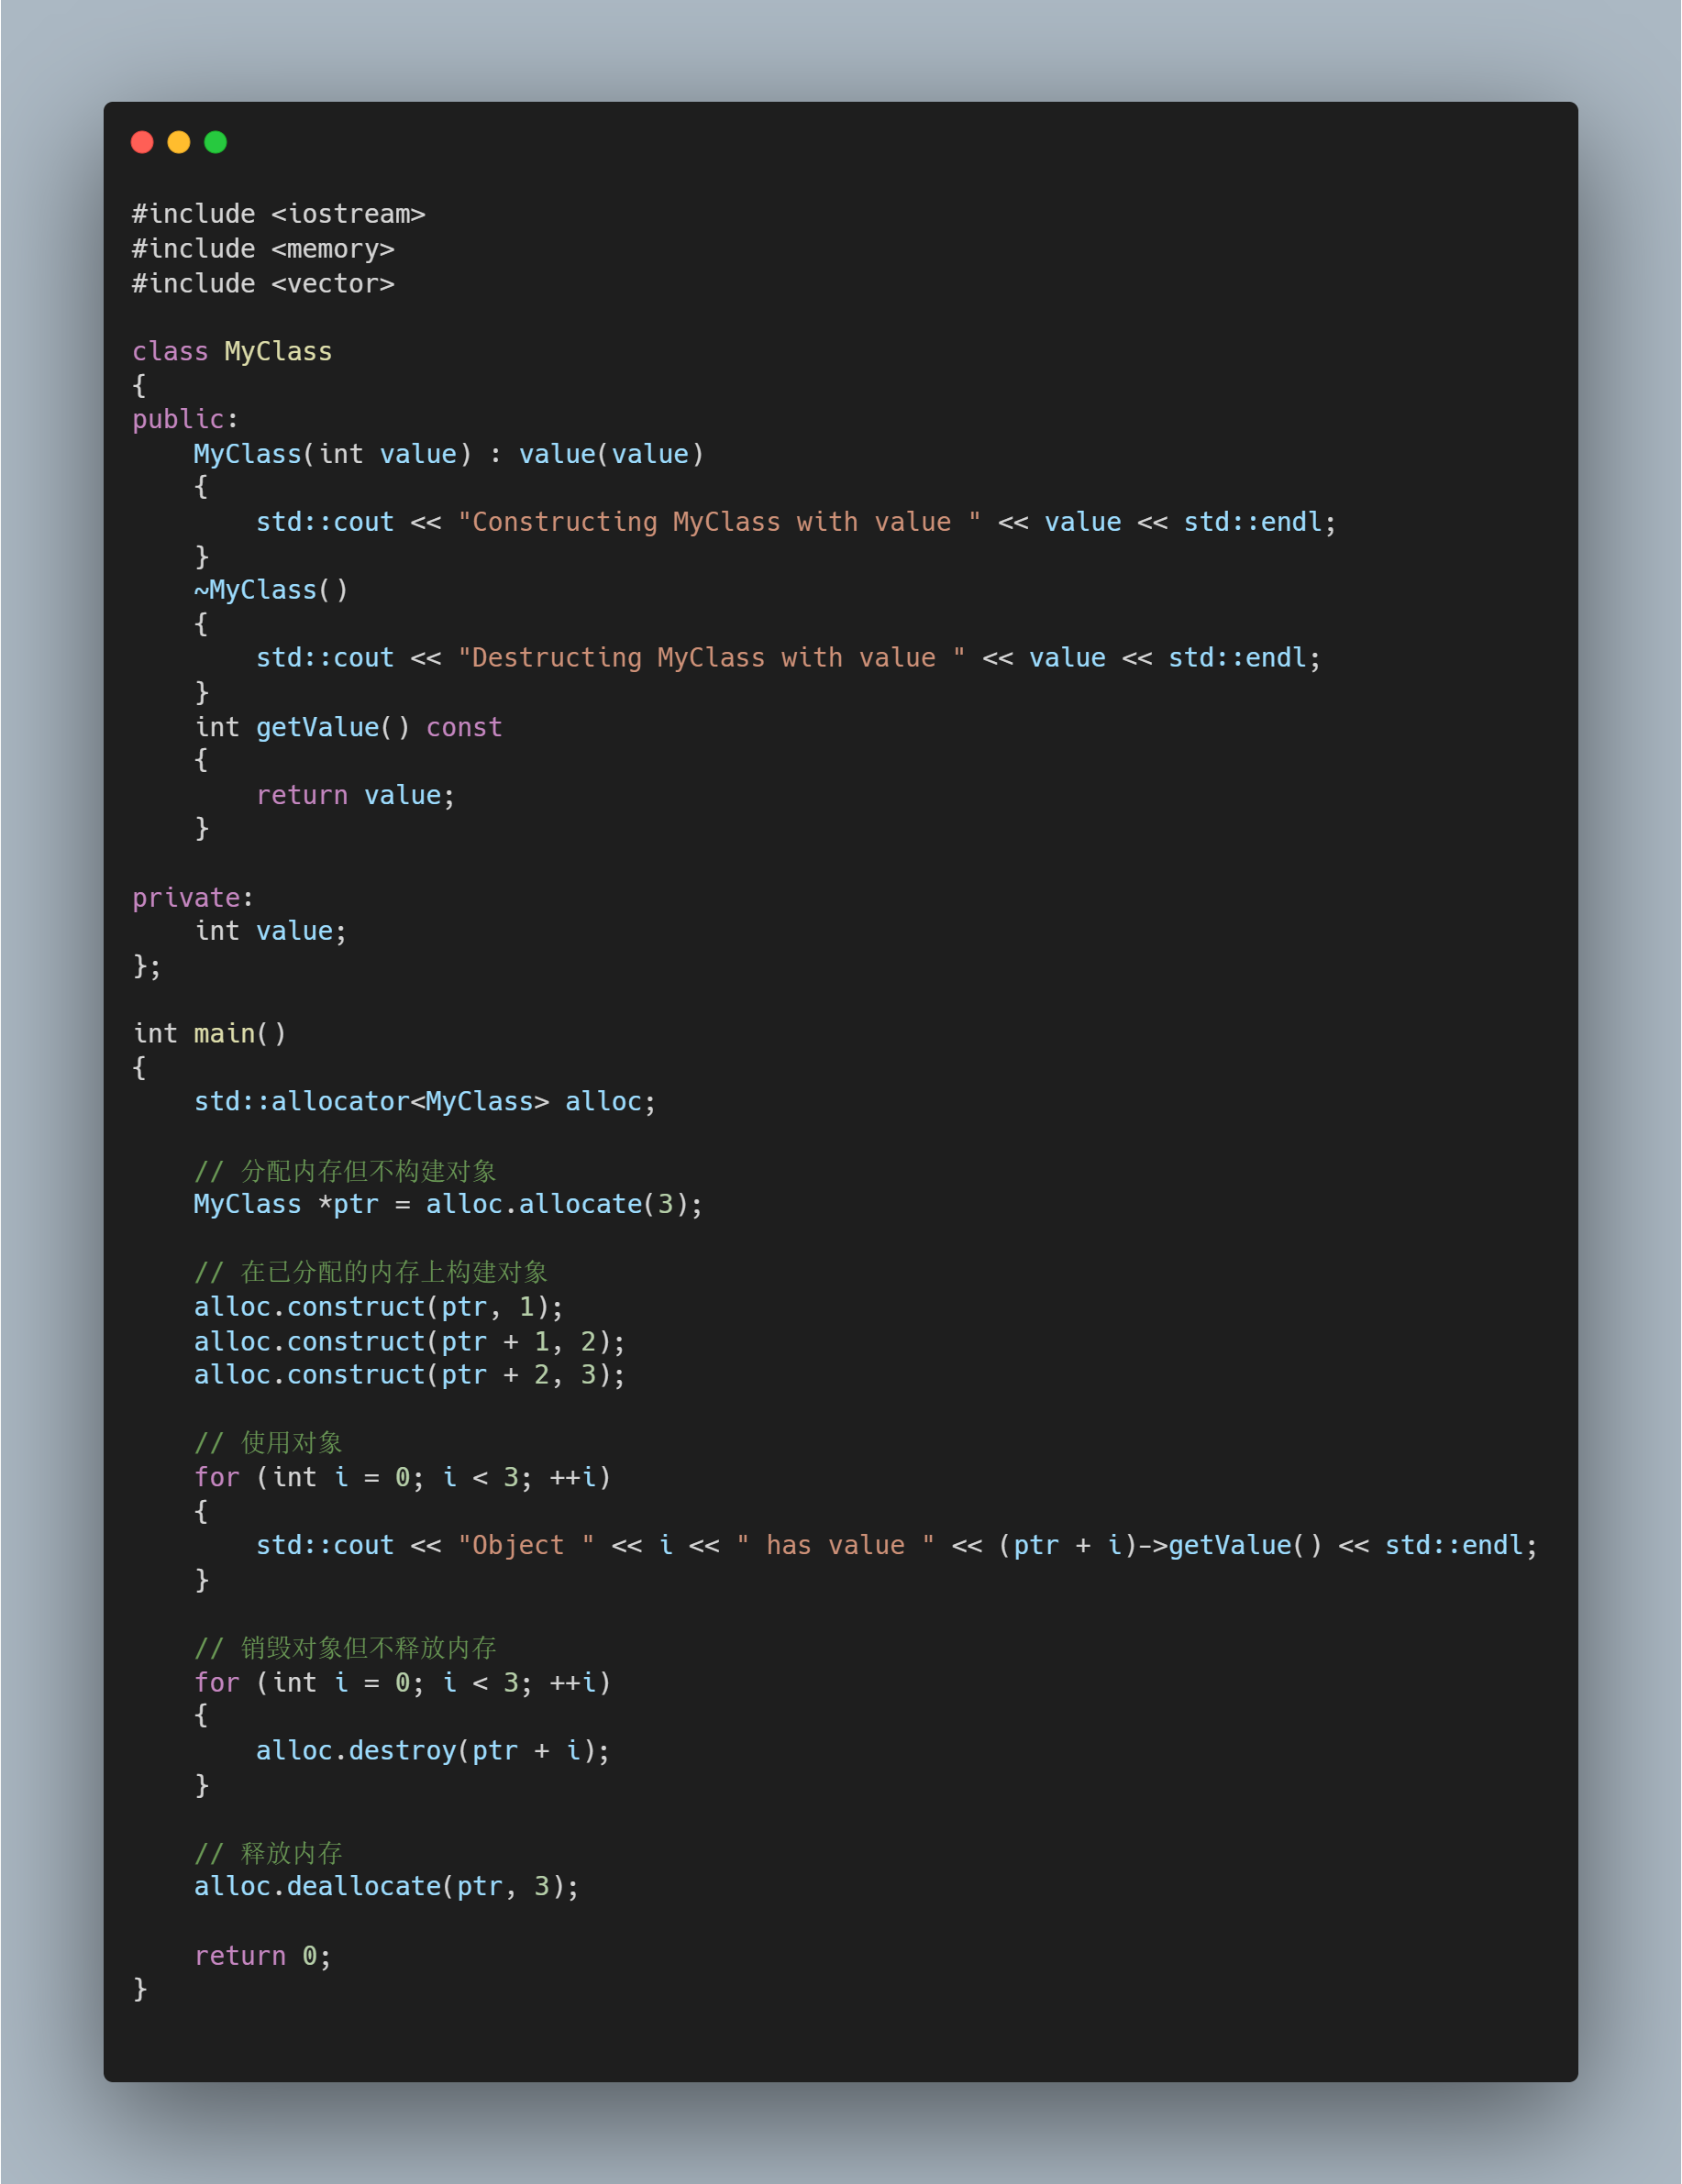 #include <iostream>
#include <memory>
#include <vector>

class MyClass
{
public:
    MyClass(int value) : value(value)
    {
        std::cout << "Constructing MyClass with value " << value << std::endl;
    }
    ~MyClass()
    {
        std::cout << "Destructing MyClass with value " << value << std::endl;
    }
    int getValue() const
    {
        return value;
    }

private:
    int value;
};

int main()
{
    std::allocator<MyClass> alloc;

    // 分配内存但不构建对象
    MyClass *ptr = alloc.allocate(3);

    // 在已分配的内存上构建对象
    alloc.construct(ptr, 1);
    alloc.construct(ptr + 1, 2);
    alloc.construct(ptr + 2, 3);

    // 使用对象
    for (int i = 0; i < 3; ++i)
    {
        std::cout << "Object " << i << " has value " << (ptr + i)->getValue() << std::endl;
    }

    // 销毁对象但不释放内存
    for (int i = 0; i < 3; ++i)
    {
        alloc.destroy(ptr + i);
    }

    // 释放内存
    alloc.deallocate(ptr, 3);

    return 0;
}